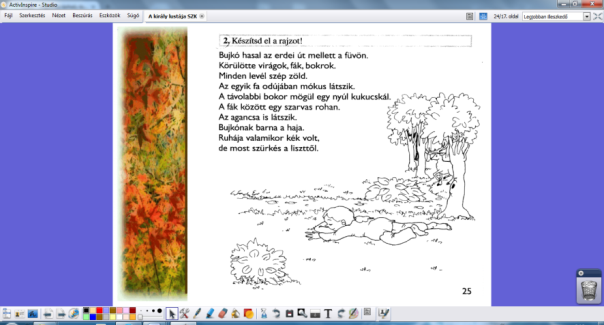 ActivInspire - Studio
Fájl Szerkesztés Nézet Beszúrás Eszközök Súgó
A király lustája SZK
24/17. oldal
Legjobban illeszkedő
2. Készítsd el a rajzot!
Bujkó hasal az erdei út mellett a füvön.
Körülötte virágok, fák, bokrok.
Minden levél szép zöld.
Az egyik fa odújában mókus látszik.
A távolabbi bokor mögül egy nyúl kukucskál.
A fák között egy szarvas rohan.
Az agancsa is látszik.
Bujkónak barna a haja.
Ruhája valamikor kék volt,
de most szürkés a liszttől.
25